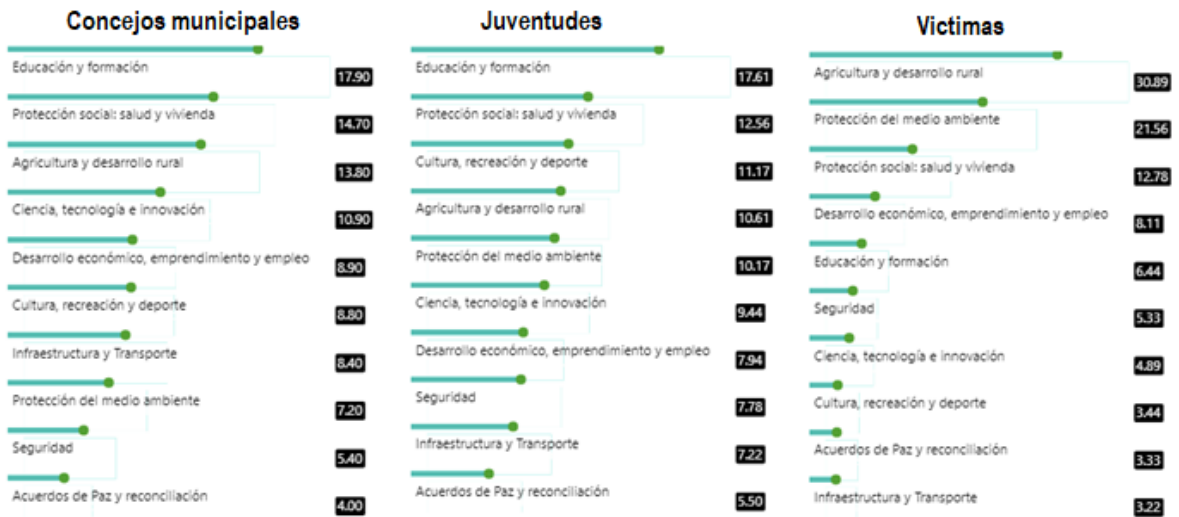 Concejos municipales
Educación y formación
17.90
Protección social: salud y vivienda
14.70
Agricultura y desarrollo rural
13.80
Ciencia, tecnología e innovación
10.90
Desarrollo económico, emprendimiento y empleo
8.90
Cultura, recreación y deporte
8.80
Infraestructura y Transporte
8.40
Protección del medio ambiente
7.20
Seguridad
5.40
Acuerdos de Paz y reconciliación
4.00
Juventudes
Educación y formación
17.61
Protección social: salud y vivienda
12.56
Cultura, recreación y deporte
11.17
Agricultura y desarrollo rural
10.61
Protección del medio ambiente
10.17
Ciencia, tecnología e innovación
9.44
Desarrollo económico, emprendimiento y empleo
7.94
Seguridad
7.78
Infraestructura y Transporte
7.22
Acuerdos de Paz y reconciliación
5.50
Victimas
Agricultura y desarrollo rural
30.89
Protección del medio ambiente
21.56
Protección social: salud y vivienda
12.78
Desarrollo económico, emprendimiento y empleo
8.11
Educación y formación
6.44
Seguridad
5.33
Ciencia, tecnología e innovación
4.89
Cultura, recreación y deporte
3.44
Acuerdos de Paz y reconciliación
3.33
Infraestructura y Transporte
3.22